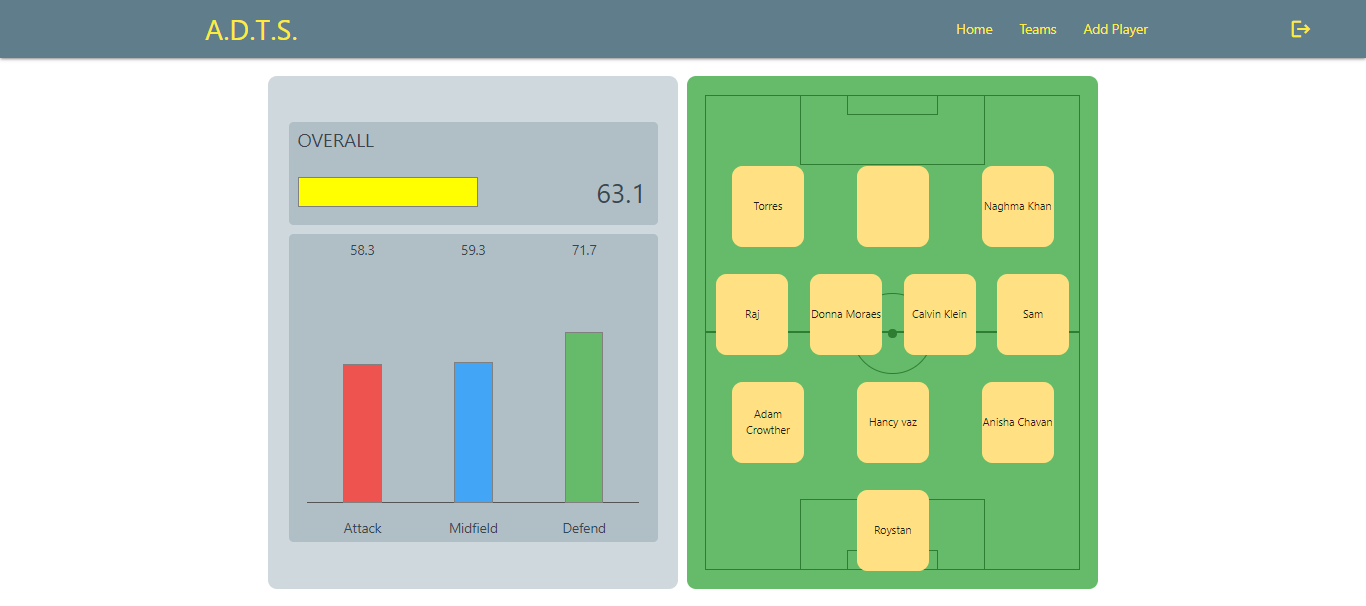 A.D.T.S.
Home
Teams
Add Player
OVERALL
63.1
58.3
59.3
71.7
Attack
Midfield
Defend
Torres
Naghma Khan
Raj
Donna Moraes
Calvin Klein
Sam
Adam
Crowther
Hancy vaz
Anisha Chavan
Roystan